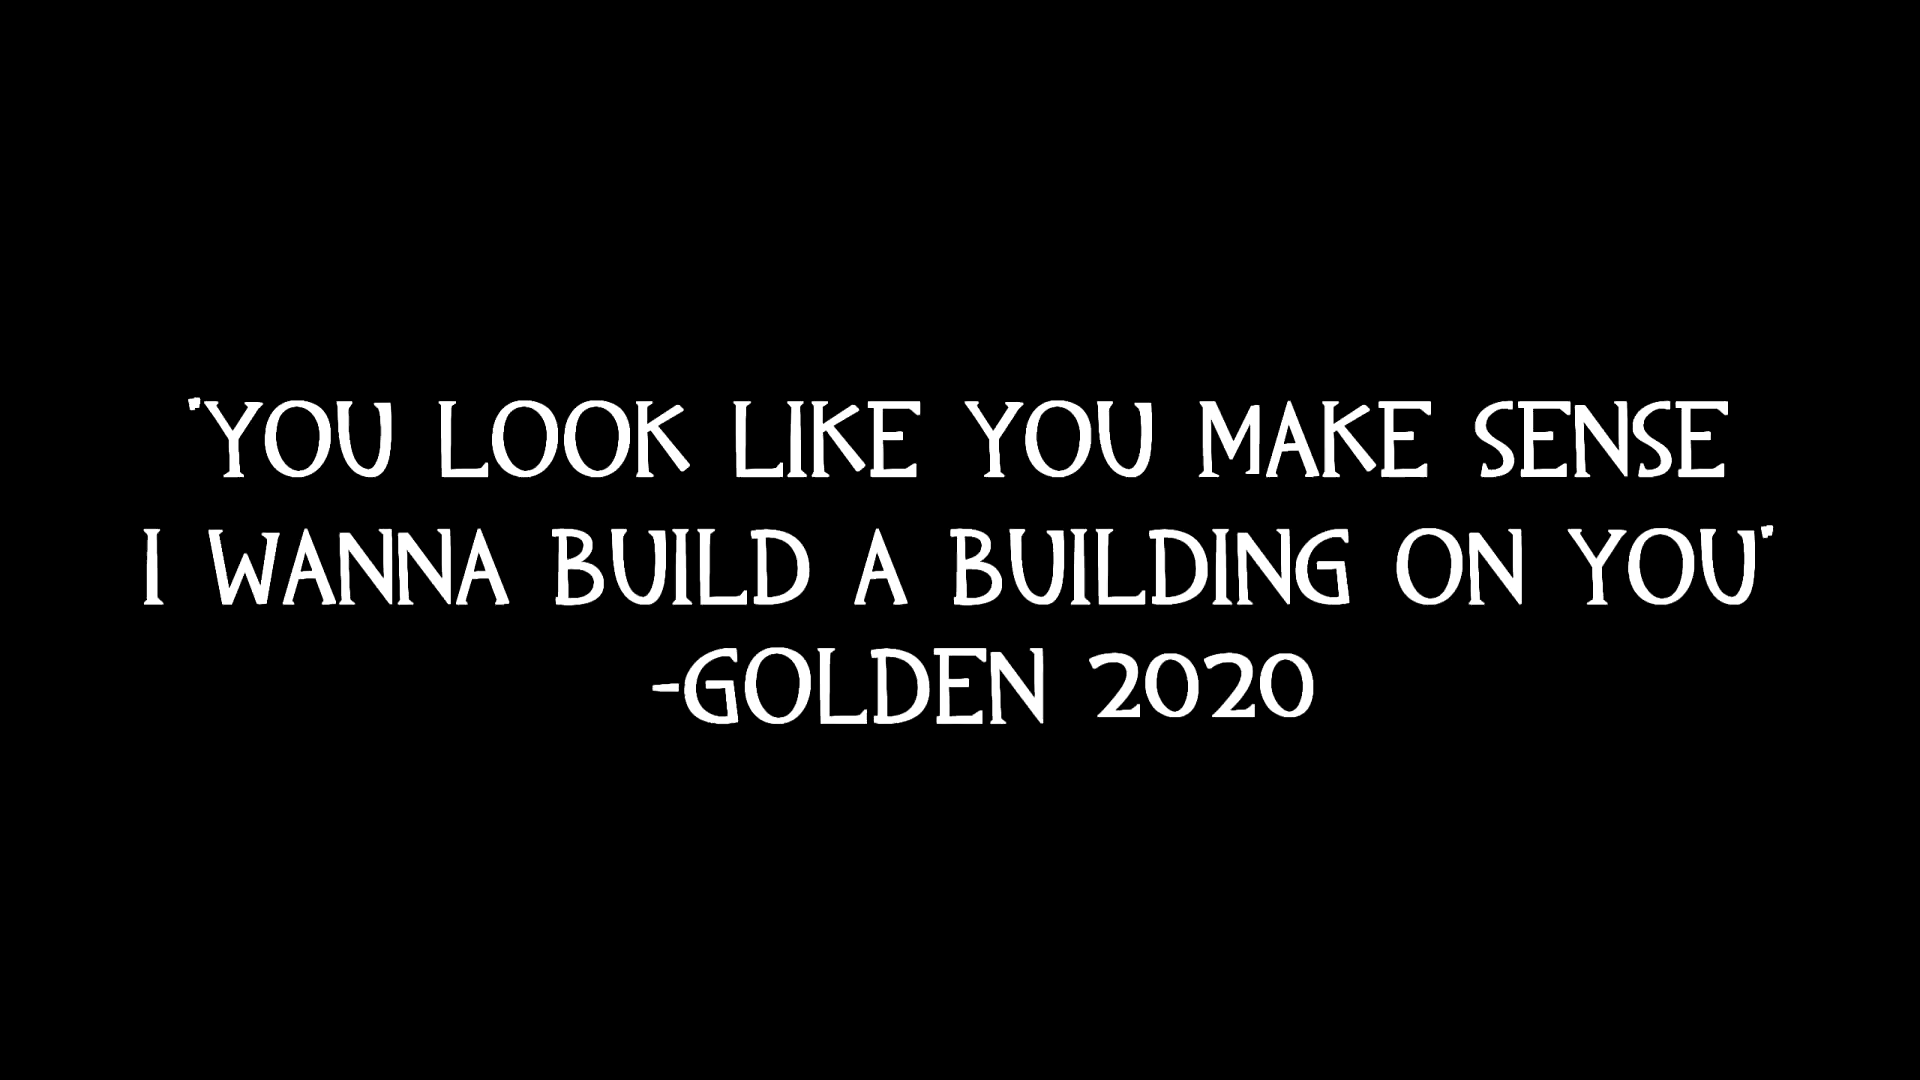 "YOU LOOK LIKE YOU MAKE SENSE
I WANNA BUILD A BUILDING ON YOU"
-GOLDEN 2020